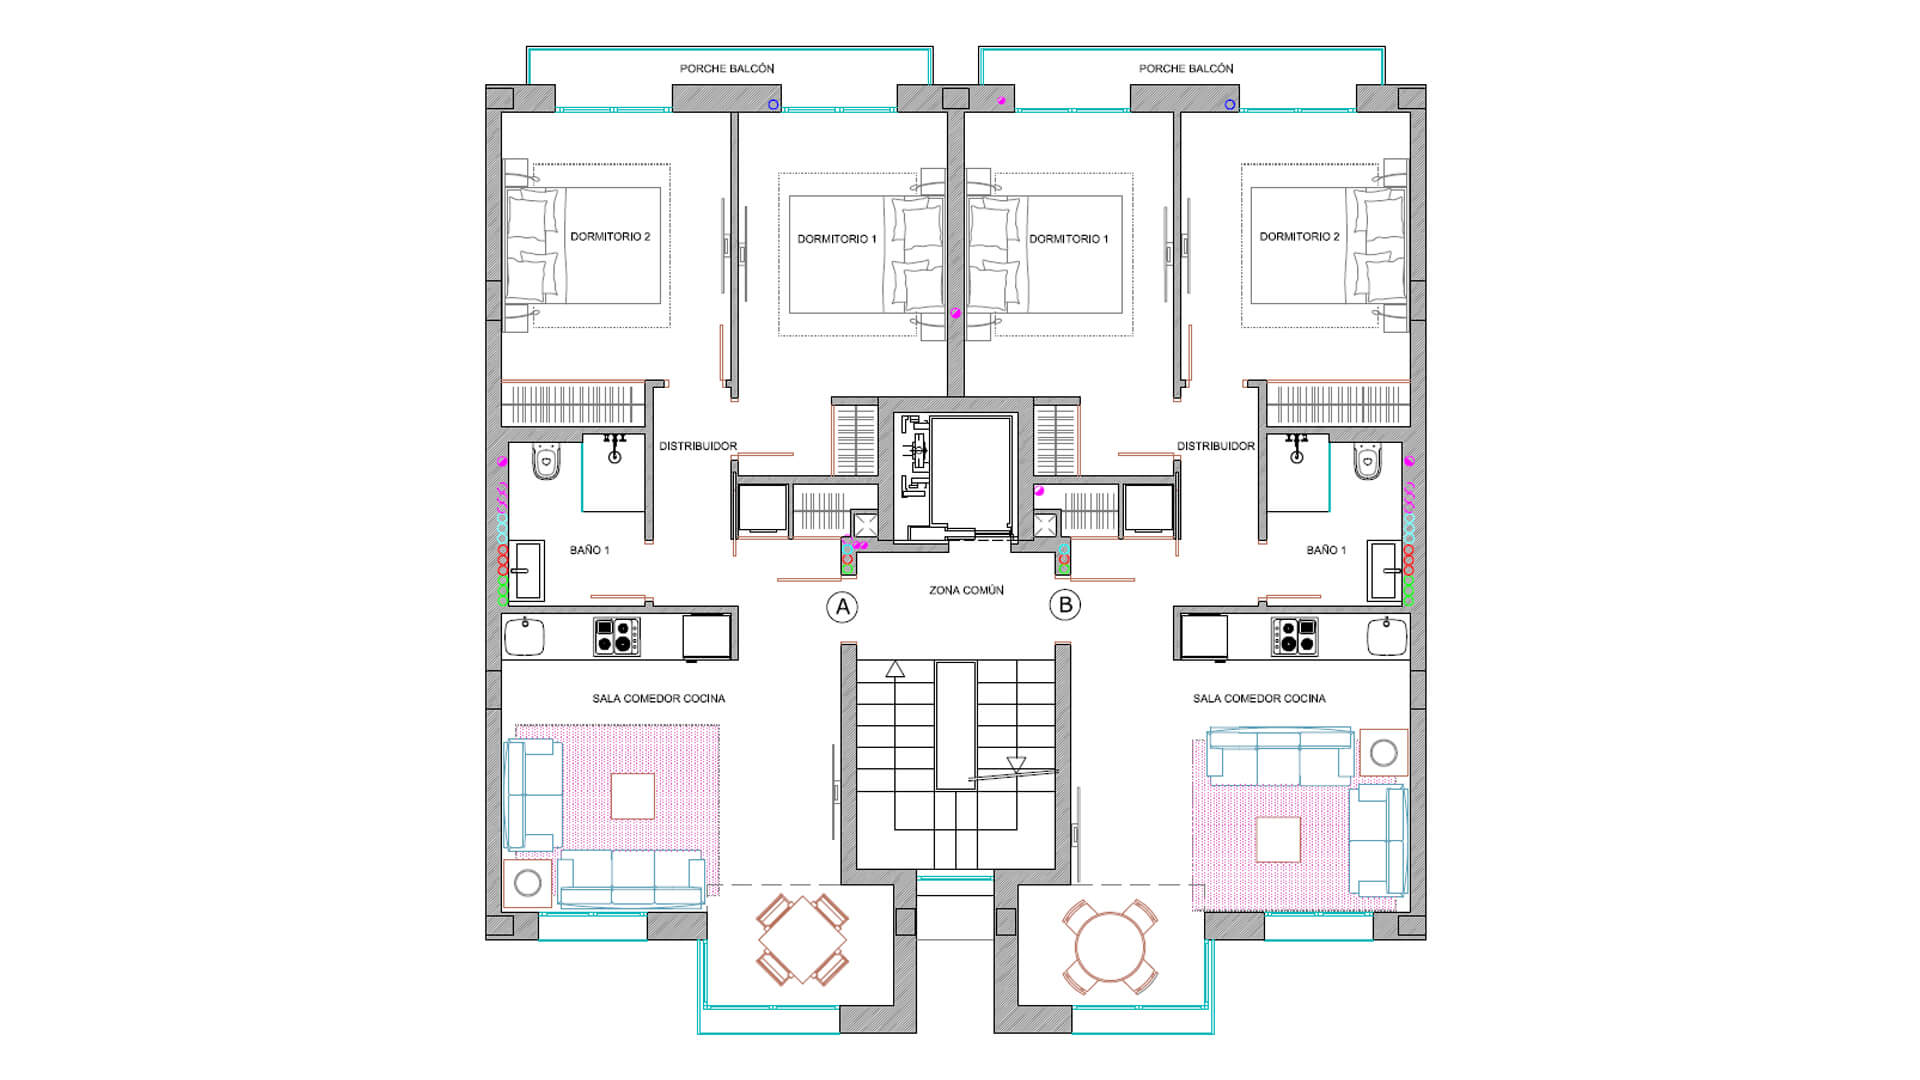 PORCHE BALCÓN
PORCHE BALCÓN
DORMITORIO 2
DORMITORIO 1
DORMITORIO 1
DORMITORIO 2
DISTRIBUIDOR
DISTRIBUIDOR
BAÑO 1
BAÑO 1
ZONA COMÚN
A
B
SALA COMEDOR COCINA
SALA COMEDOR COCINA